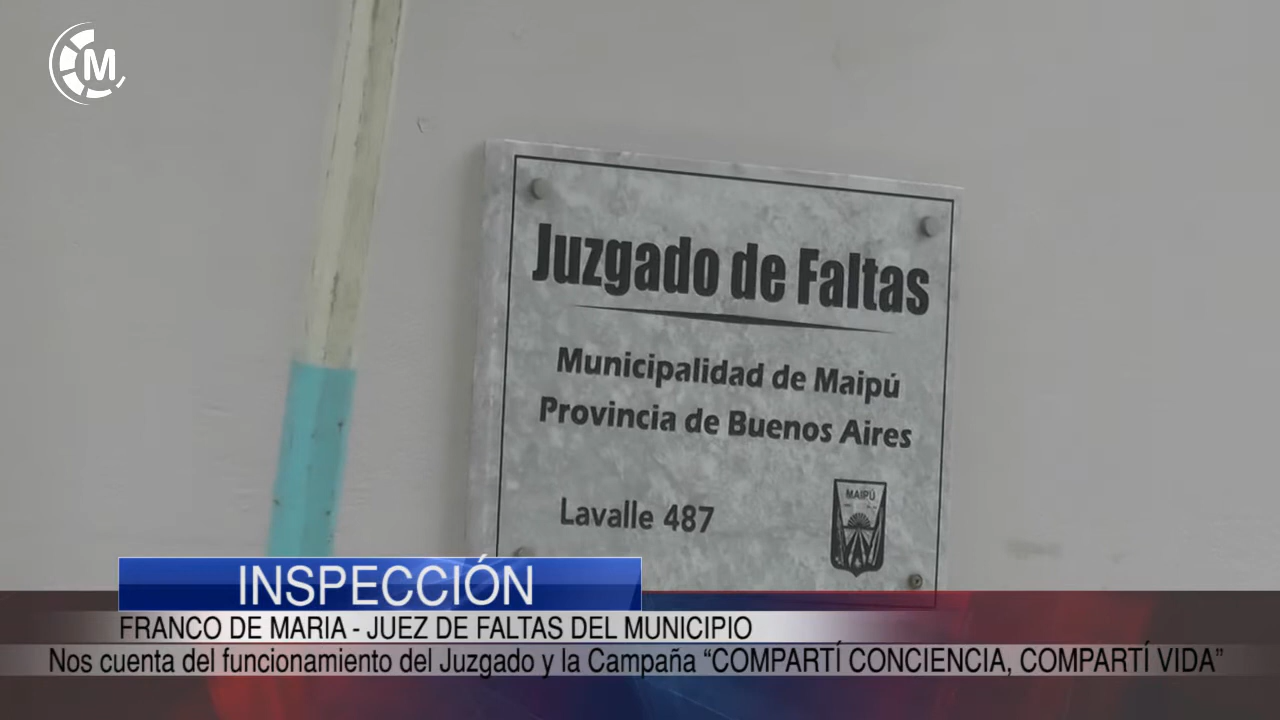 M
Juzgado de Faltas
Municipalidad de Maipú
Provincia de Buenos Aires
Lavalle 487
MAIPÚ
INSPECCIÓN
FRANCO DE MARIA - JUEZ DE FALTAS DEL MUNICIPIO
Nos cuenta del funcionamiento del Juzgado y la Campaña “COMPARTÍ CONCIENCIA, COMPARTÍ VIDA”